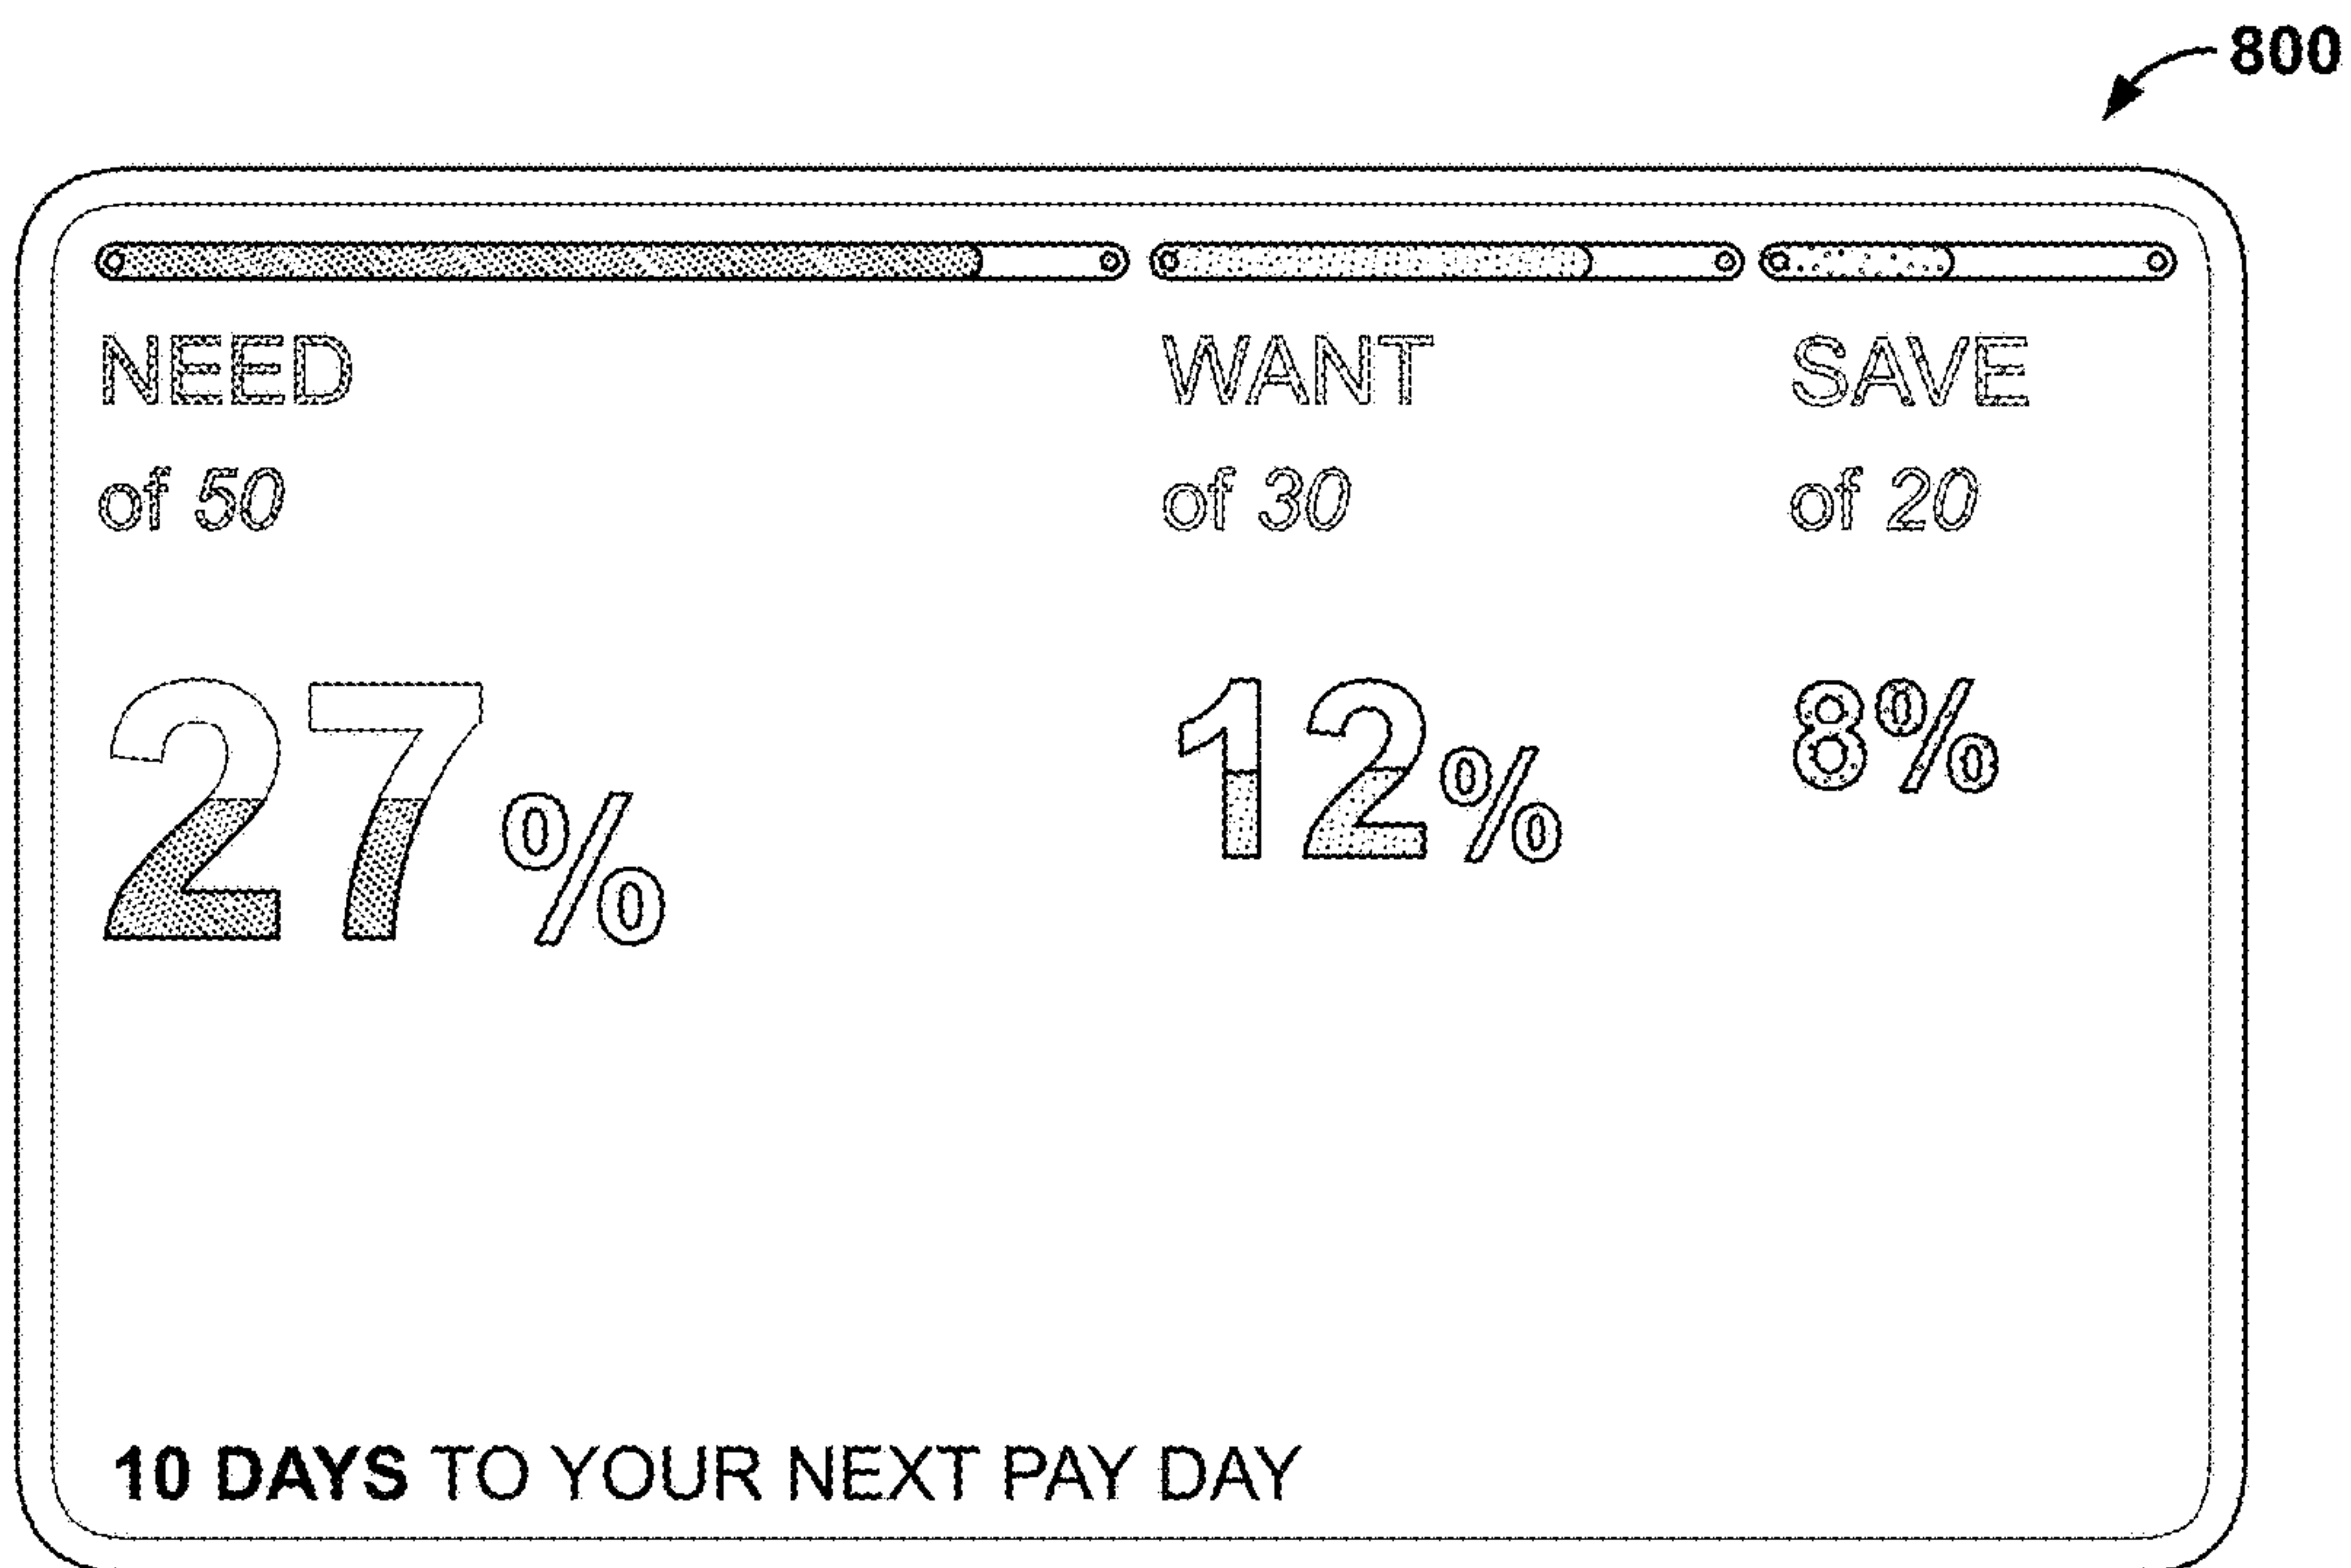 800
NEED WANT SAVE
of 50 of 30 of 20
27% 12% 8%
10 DAYS TO YOUR NEXT PAY DAY